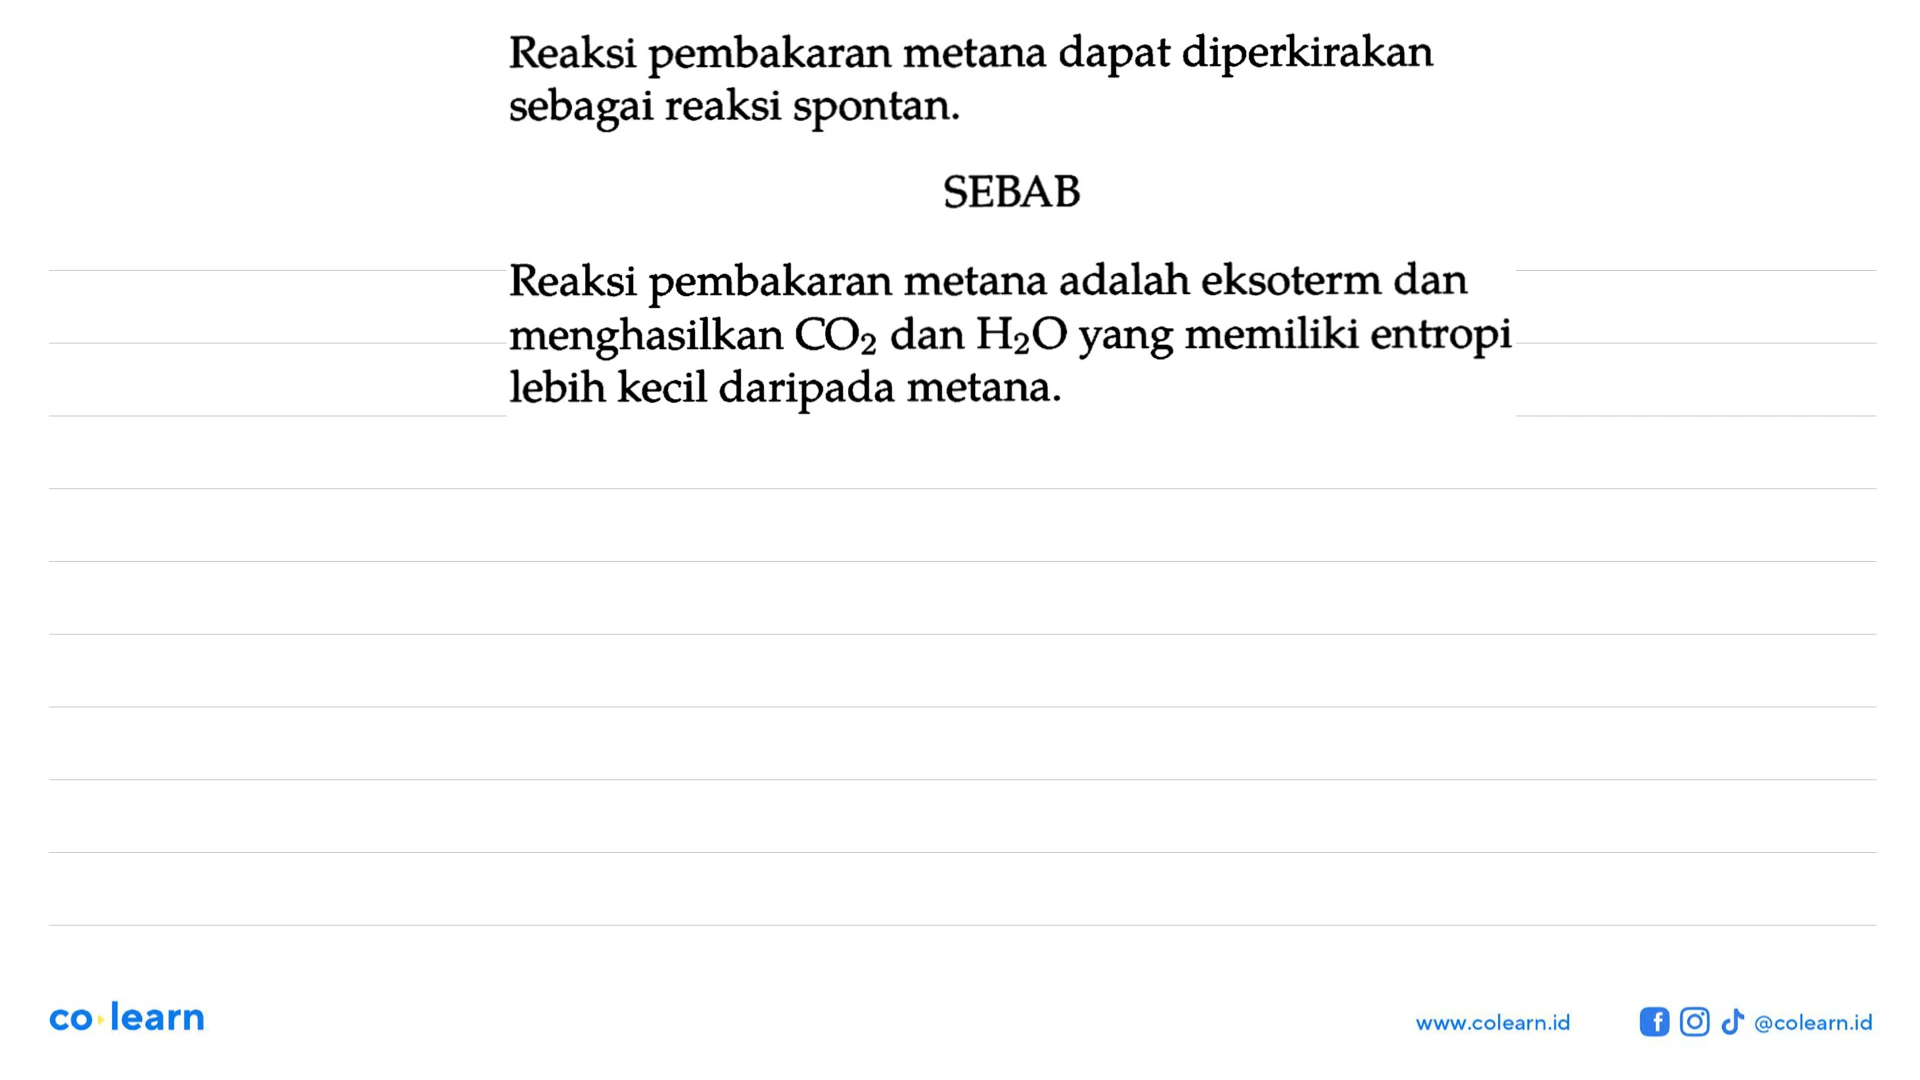 Reaksi pembakaran metana dapat diperkirakan
sebagai reaksi spontan.
SEBAB
Reaksi pembakaran metana adalah eksoterm dan
menghasilkan CO₂ dan H₂O yang memiliki entropi
lebih kecil daripada metana.
co learn
www.colearn.id @colearn.id